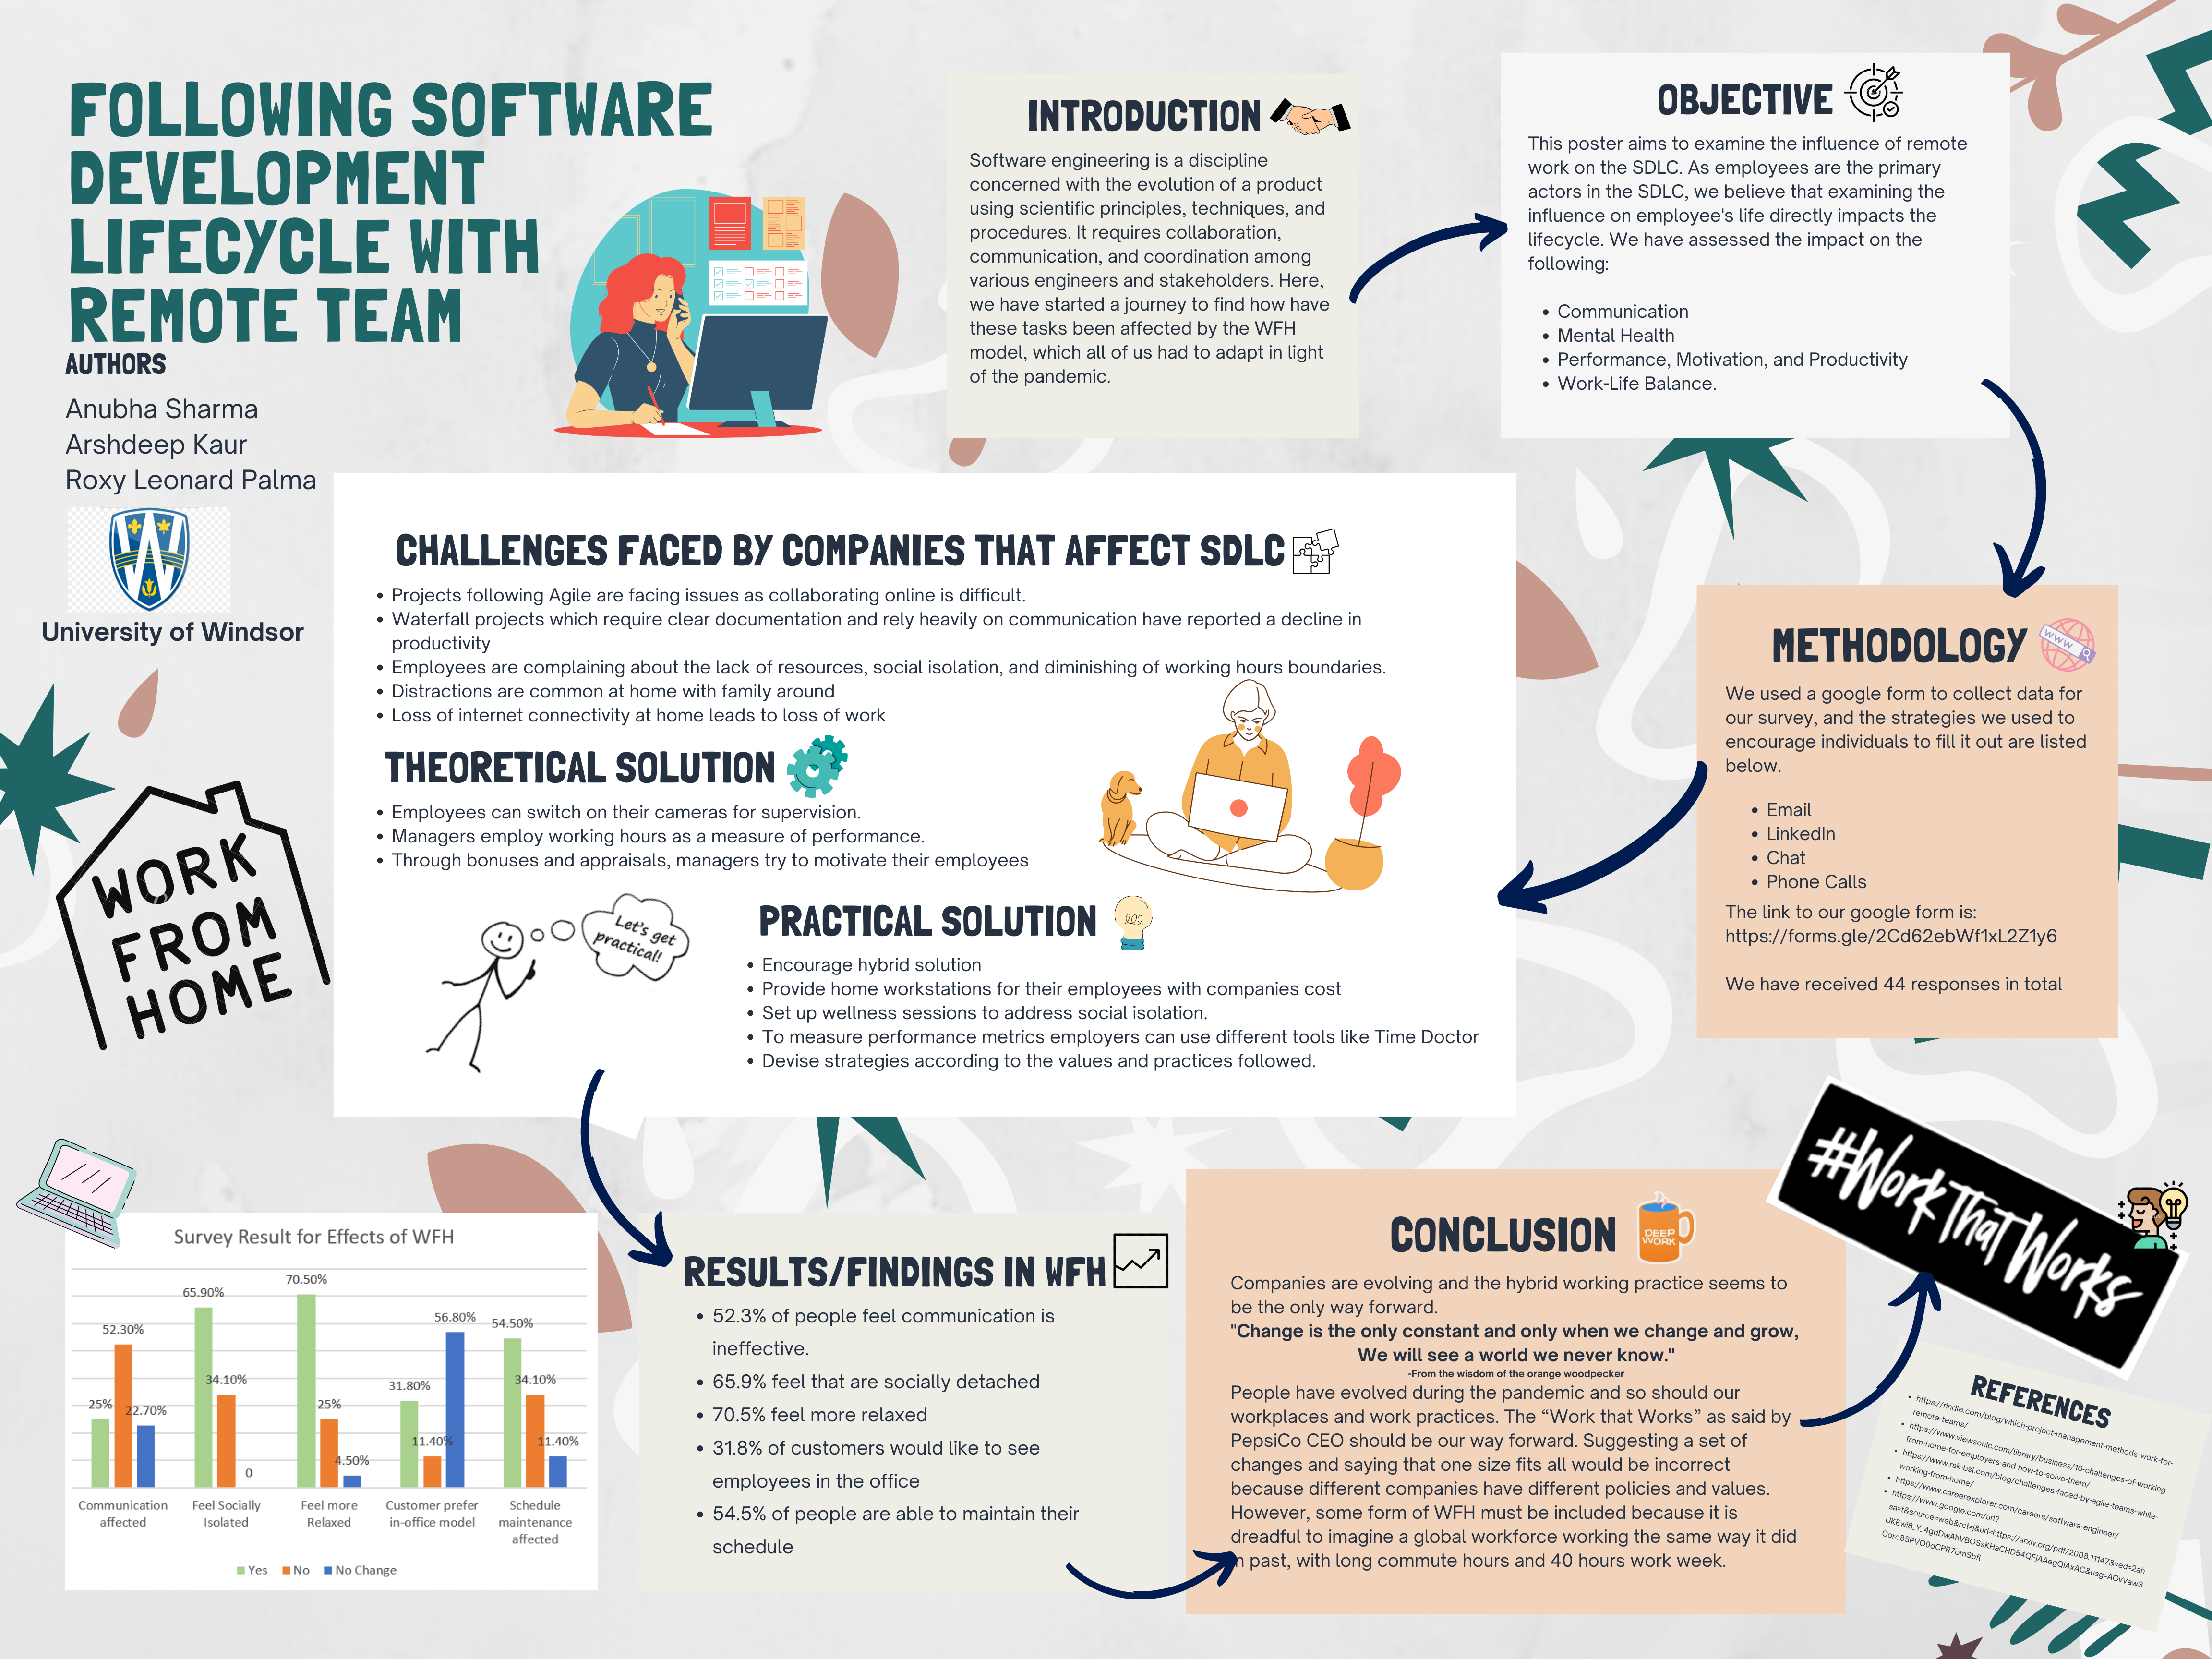 FOLLOWING SOFTWARE
DEVELOPMENT
LIFECYCLE WITH
REMOTE TEAM
AUTHORS
Anubha Sharma
Arshdeep Kaur
Roxy Leonard Palma
University of Windsor
WORK
FROM
HOME
INTRODUCTION
Software engineering is a discipline
concerned with the evolution of a product
using scientific principles, techniques, and
procedures. It requires collaboration,
communication, and coordination among
various engineers and stakeholders. Here,
we have started a journey to find how have
these tasks been affected by the WFH
model, which all of us had to adapt in light
of the pandemic.
OBJECTIVE
This poster aims to examine the influence of remote
work on the SDLC. As employees are the primary
actors in the SDLC, we believe that examining the
influence on employee's life directly impacts the
lifecycle. We have assessed the impact on the
following:
• Communication
• Mental Health
• Performance, Motivation, and Productivity
• Work-Life Balance.
METHODOLOGY
WWW
We used a google form to collect data for
our survey, and the strategies we used to
encourage individuals to fill it out are listed
below.
• Email
• LinkedIn
• Chat
• Phone Calls
The link to our google form is:
https://forms.gle/2Cd62ebWf1xL2Z1y6
We have received 44 responses in total
CHALLENGES FACED BY COMPANIES THAT AFFECT SDLC
• Projects following Agile are facing issues as collaborating online is difficult.
• Waterfall projects which require clear documentation and rely heavily on communication have reported a decline in
productivity
• Employees are complaining about the lack of resources, social isolation, and diminishing of working hours boundaries.
• Distractions are common at home with family around
• Loss of internet connectivity at home leads to loss of work
THEORETICAL SOLUTION
• Employees can switch on their cameras for supervision.
• Managers employ working hours as a measure of performance.
• Through bonuses and appraisals, managers try to motivate their employees
Let's get
practical!
PRACTICAL SOLUTION
• Encourage hybrid solution
• Provide home workstations for their employees with companies cost
• Set up wellness sessions to address social isolation.
• To measure performance metrics employers can use different tools like Time Doctor
• Devise strategies according to the values and practices followed.
Survey Result for Effects of WFH
25% 52.30% 22.70%
65.90% 34.10% 0
70.50% 25% 4.50%
31.80% 11.40% 56.80%
54.50% 34.10% 11.40%
Communication
affected
Feel Socially
Isolated
Feel more
Relaxed
Customer prefer
in-office model
Schedule
maintenance
affected
Yes No No Change
RESULTS/FINDINGS IN WFH
• 52.3% of people feel communication is
ineffective.
• 65.9% feel that are socially detached
• 70.5% feel more relaxed
• 31.8% of customers would like to see
employees in the office
• 54.5% of people are able to maintain their
schedule
CONCLUSION
DEEP
WORK
Companies are evolving and the hybrid working practice seems to
be the only way forward.
"Change is the only constant and only when we change and grow,
We will see a world we never know."
-From the wisdom of the orange woodpecker
People have evolved during the pandemic and so should our
workplaces and work practices. The “Work that Works” as said by
PepsiCo CEO should be our way forward. Suggesting a set of
changes and saying that one size fits all would be incorrect
because different companies have different policies and values.
However, some form of WFH must be included because it is
dreadful to imagine a global workforce working the same way it did
in past, with long commute hours and 40 hours work week.
#WorkThatWorks
REFERENCES
• https://rindle.com/blog/which-project-management-methods-work-for-
remote-teams/
• https://www.viewsonic.com/library/business/10-challenges-of-working-
from-home-for-employers-and-how-to-solve-them/
• https://www.rsk-bsl.com/blog/challenges-faced-by-agile-teams-while-
working-from-home/
• https://www.careerexplorer.com/careers/software-engineer/
• https://www.google.com/url?
sa=t&source=web&rct=j&url=https://arxiv.org/pdf/2008.11147&ved=2ah